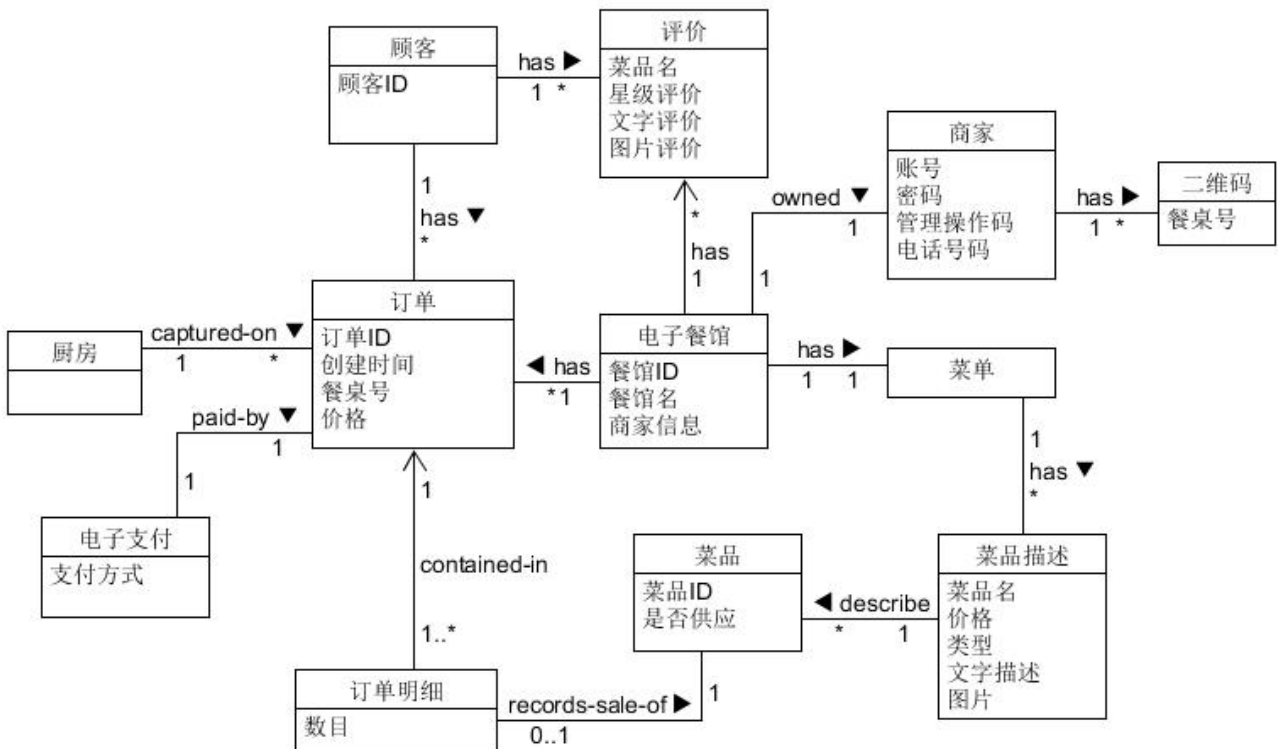 顾客
顾客ID
has ▶
1 *
评价
菜品名
星级评价
文字评价
图片评价
商家
账号
密码
管理操作码
电话号码
has ▶
1 *
二维码
餐桌号
1
has ▼
*
*
has
1
owned ▼
1
1
厨房
captured-on ▼
1 *
订单
订单ID
创建时间
餐桌号
价格
◀ has
*1
电子餐馆
餐馆ID
餐馆名
商家信息
has ▶
1 1
菜单
paid-by ▼
1
1
电子支付
支付方式
1
contained-in
1..*
1
has ▼
*
菜品
菜品ID
是否供应
◀ describe
* 1
菜品描述
菜品名
价格
类型
文字描述
图片
订单明细
数目
records-sale-of ▶
0..1
1